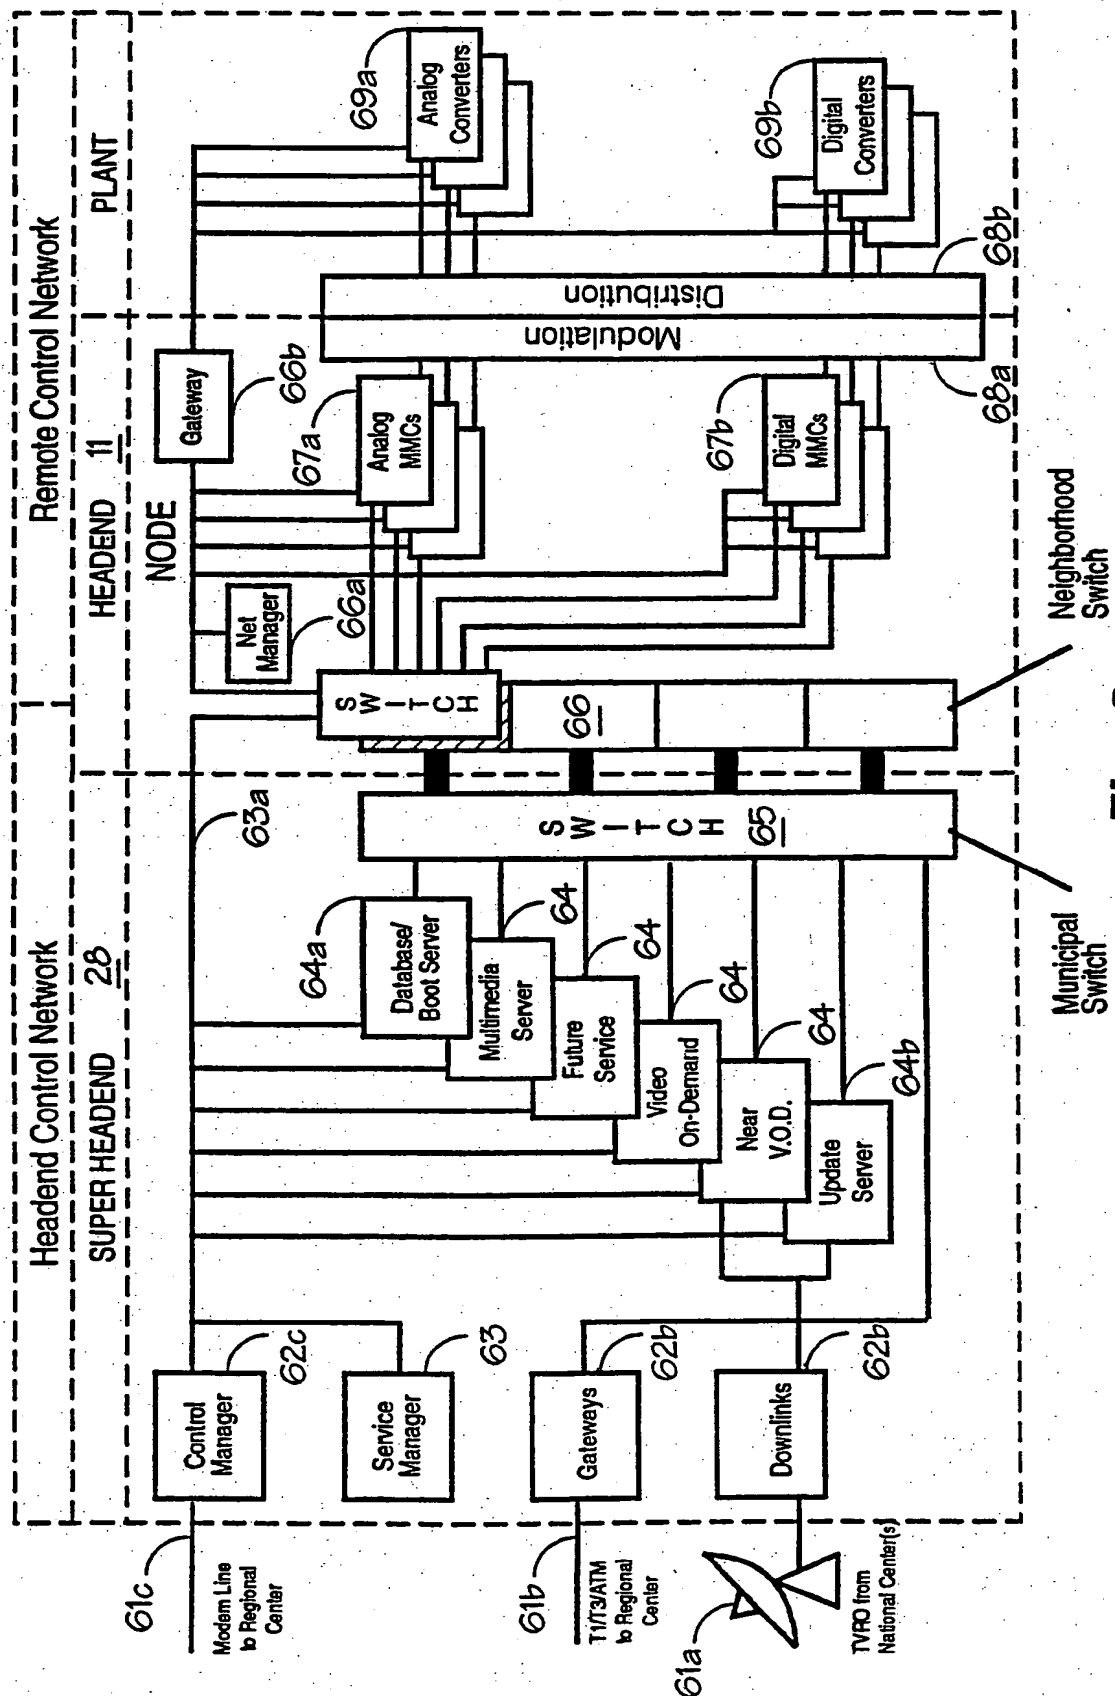 Headend Control Network
Remote Control Network
SUPER HEADEND
28
HEADEND
11
PLANT
NODE
61c
Modem Line
to Regional
Center
Control
Manager
62c
63a
Service
Manager
63
61b
T1/T3/ATM
to Regional
Center
Gateways
62b
61a
TVRO from
National Center(s)
Downlinks
62b
64a
Database/
Boot Server
Multimedia
Server
64
Future
Service
64
Video
On-Demand
64
Near
V.O.D.
64
Update
Server
64b
SWITCH
65
Municipal
Switch
SWITCH
66
Neighborhood
Switch
Net
Manager
66a
Gateway
66b
67a
Analog
MMCs
67b
Digital
MMCs
Modulation
68a
Distribution
68b
69a
Analog
Converters
69b
Digital
Converters